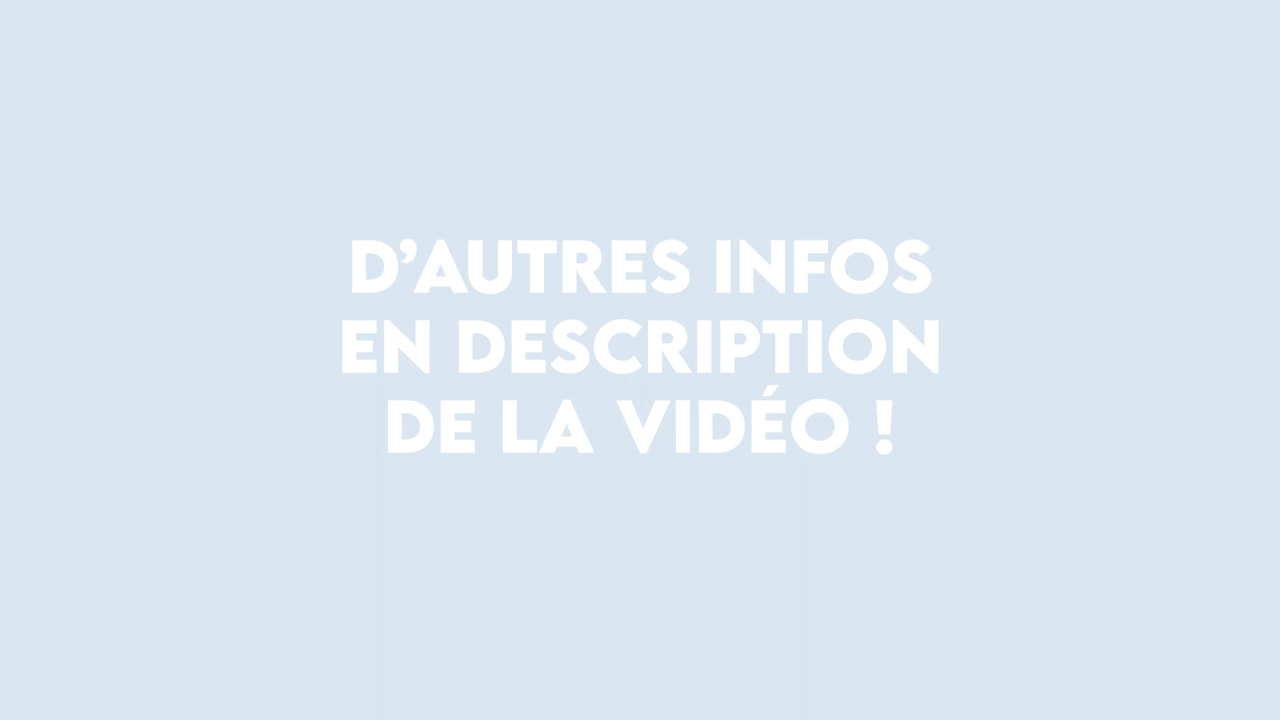 D’AUTRES INFOS
EN DESCRIPTION
DE LA VIDÉO !